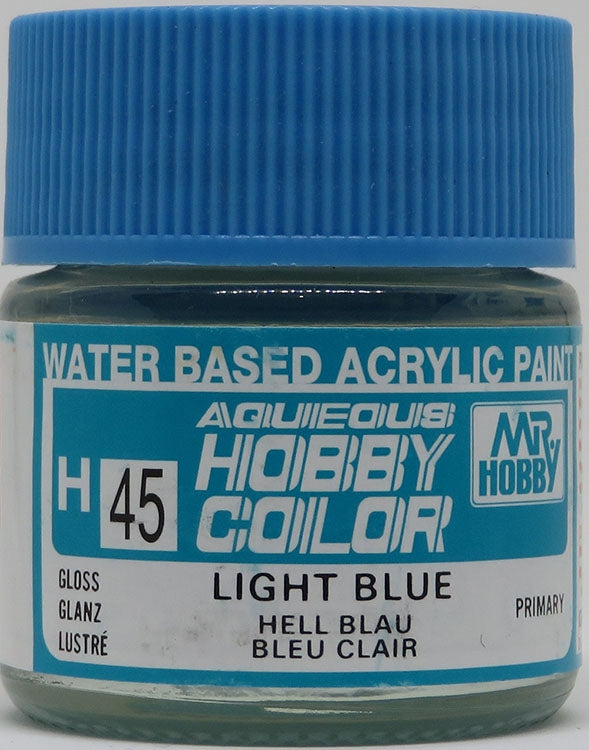 WATER BASED ACRYLIC PAINT
AQUEOUS
HOBBY
COLOR
MR.
HOBBY
H 45
GLOSS
GLANZ
LUSTRÉ
LIGHT BLUE
HELL BLAU
BLEU CLAIR
PRIMARY